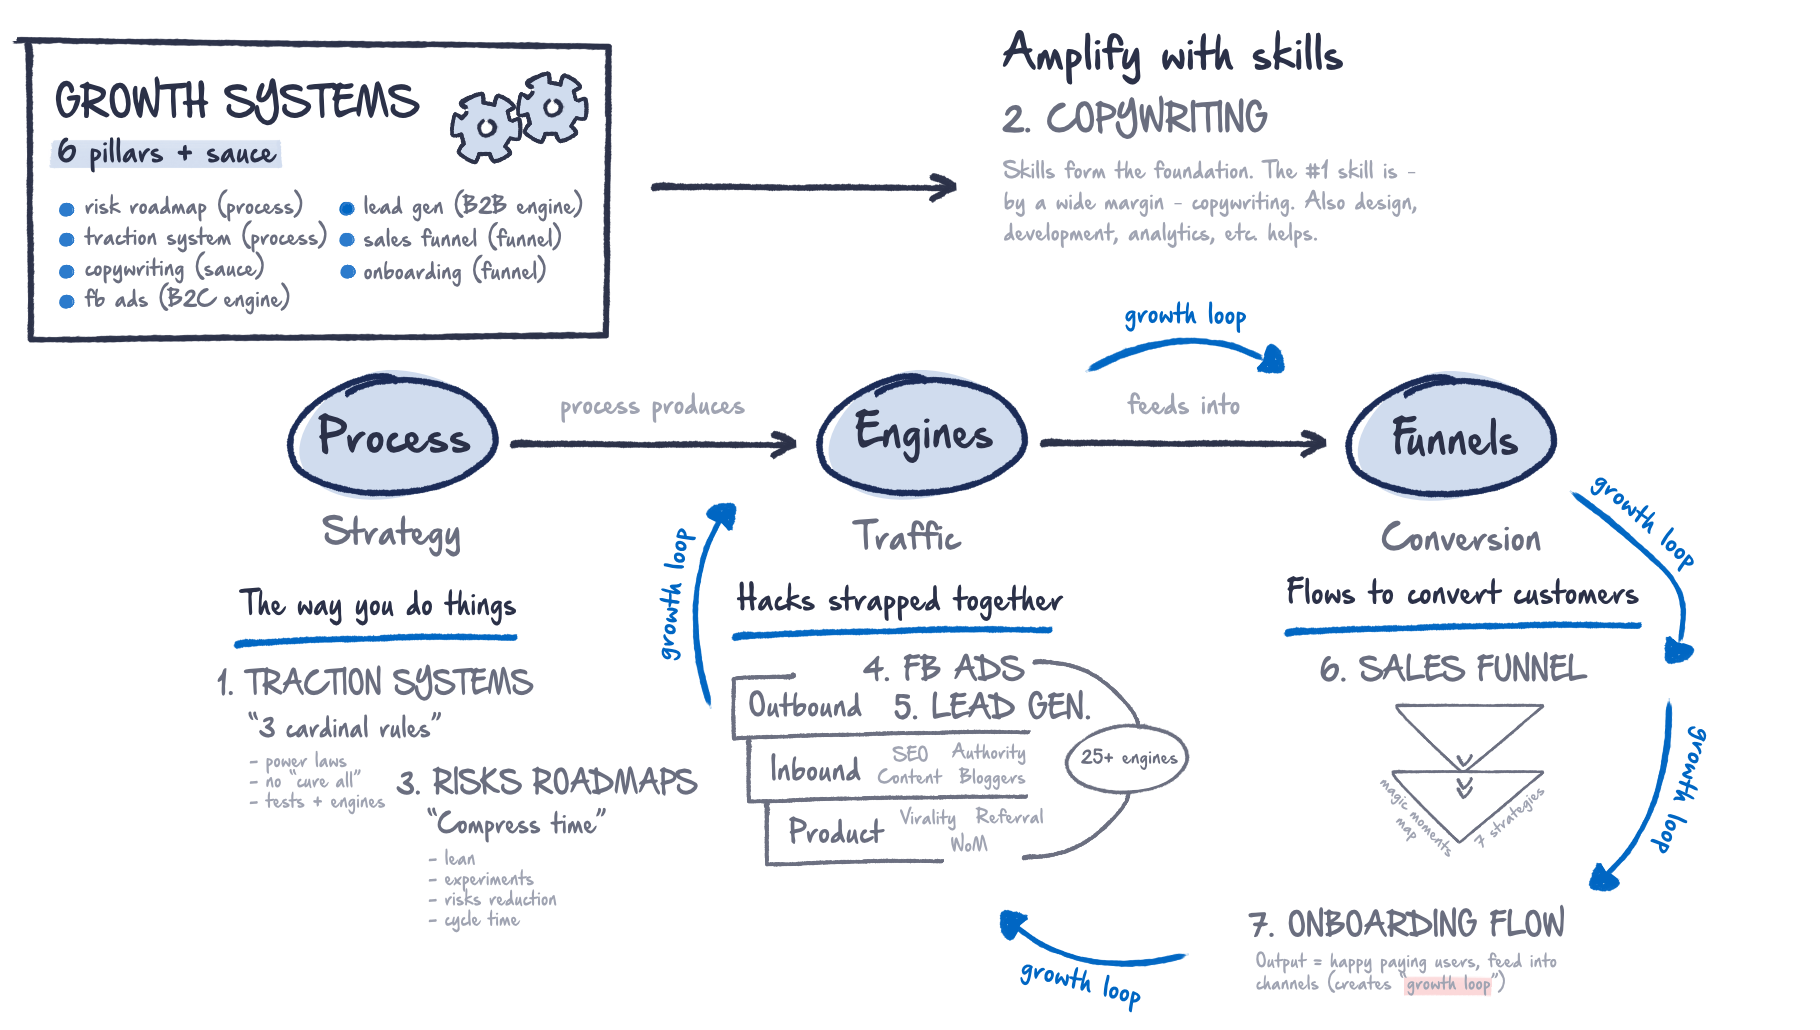 GROWTH SYSTEMS
6 pillars + sauce
risk roadmap (process)
traction system (process)
copywriting (sauce)
fb ads (B2C engine)
lead gen (B2B engine)
sales funnel (funnel)
onboarding (funnel)
Amplify with skills
2. COPYWRITING
Skills form the foundation. The #1 skill is -
by a wide margin - copywriting. Also design,
development, analytics, etc. helps.
Process
process produces
Engines
growth loop
feeds into
Funnels
Strategy
The way you do things
1. TRACTION SYSTEMS
"3 cardinal rules"
- power laws
- no "cure all"
- tests + engines
3. RISKS ROADMAPS
"Compress time"
- lean
- experiments
- risks reduction
- cycle time
growth loop
Traffic
Hacks strapped together
4. FB ADS
Outbound
5. LEAD GEN.
Inbound
SEO Authority
Content Bloggers
Product
Virality Referral
WoM
25+ engines
growth loop
Conversion
Flows to convert customers
6. SALES FUNNEL
magic moments
map
7 strategies
growth loop
7. ONBOARDING FLOW
Output = happy paying users, feed into
channels (creates "growth loop")
growth loop